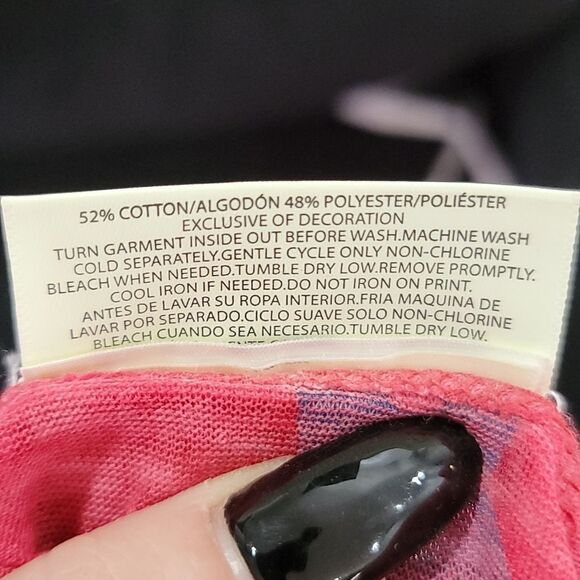 52% COTTON/ALGODÓN 48% POLYESTER/POLIÉSTER
EXCLUSIVE OF DECORATION
TURN GARMENT INSIDE OUT BEFORE WASH.MACHINE WASH
COLD SEPARATELY.GENTLE CYCLE ONLY NON-CHLORINE
BLEACH WHEN NEEDED.TUMBLE DRY LOW.REMOVE PROMPTLY.
COOL IRON IF NEEDED.DO NOT IRON ON PRINT.
ANTES DE LAVAR SU ROPA INTERIOR.FRIA MAQUINA DE
LAVAR POR SEPARADO.CICLO SUAVE SOLO NON-CHLORINE
BLEACH CUANDO SEA NECESARIO.TUMBLE DRY LOW.